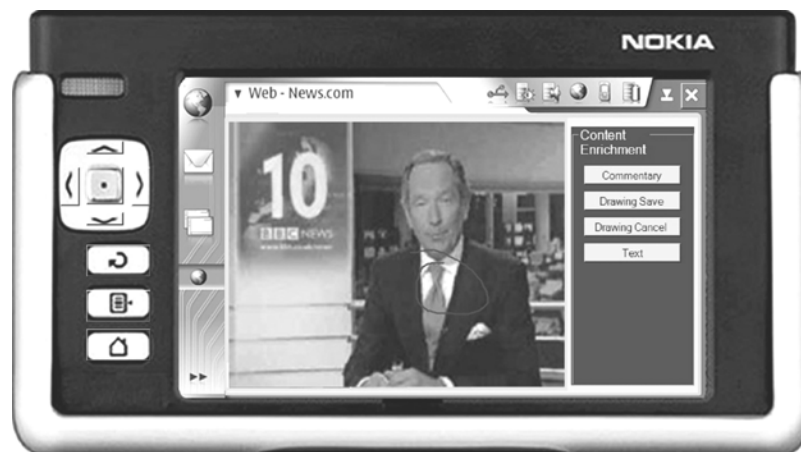 NOKIA
Web - News.com
10
BBC NEWS
Content
Enrichment
Commentary
Drawing Save
Drawing Cancel
Text